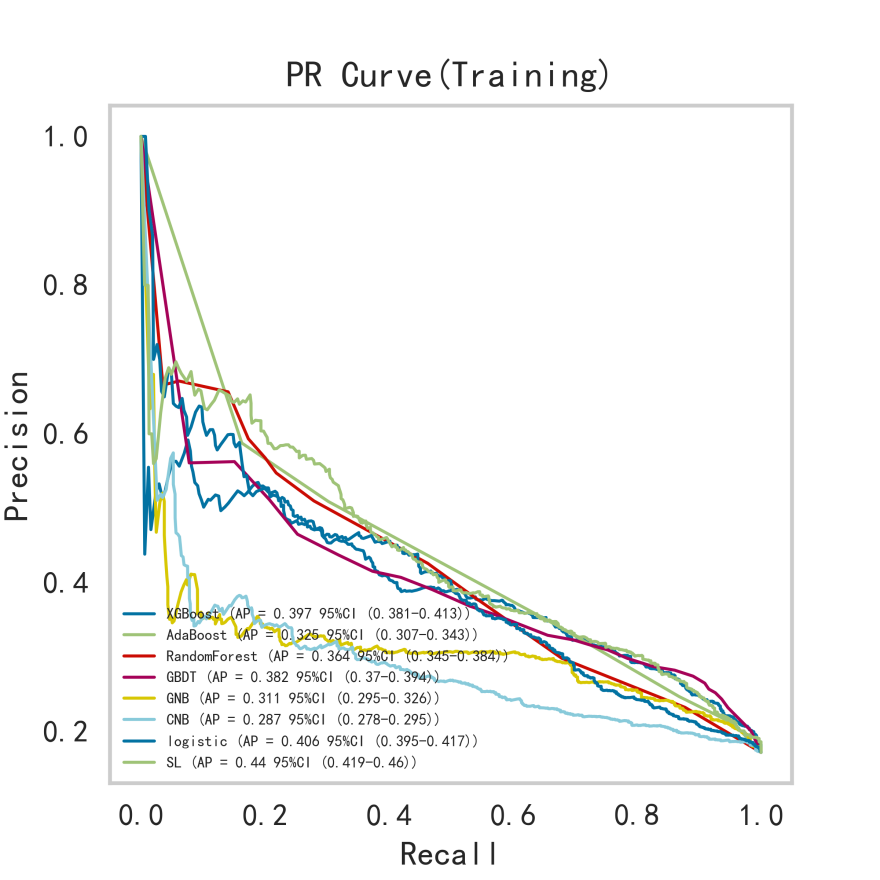 PR Curve(Training)
Precision
1.0
0.8
0.6
0.4
0.2
XGBoost (AP = 0.397 95%CI (0.381-0.413))
AdaBoost (AP = 0.325 95%CI (0.307-0.343))
RandomForest (AP = 0.364 95%CI (0.345-0.384))
GBDT (AP = 0.382 95%CI (0.37-0.394))
GNB (AP = 0.311 95%CI (0.295-0.326))
CNB (AP = 0.287 95%CI (0.278-0.295))
logistic (AP = 0.406 95%CI (0.395-0.417))
SL (AP = 0.44 95%CI (0.419-0.46))
0.0 0.2 0.4 0.6 0.8 1.0
Recall